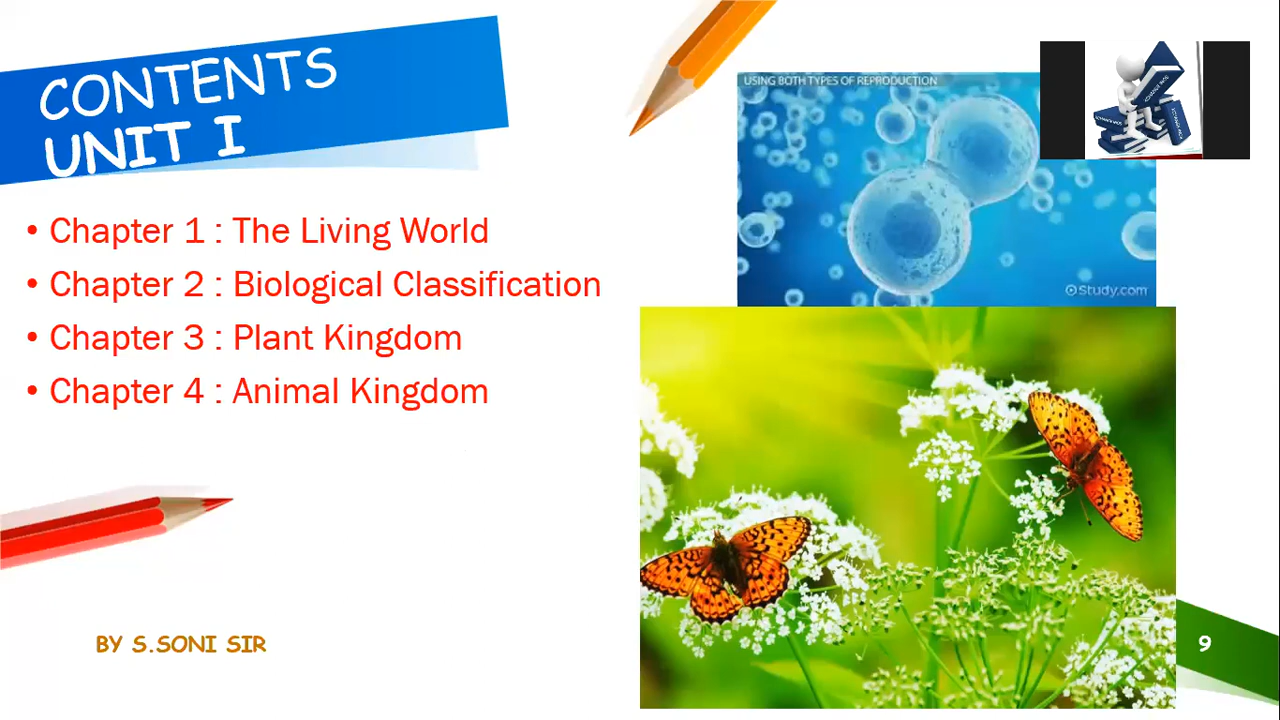 CONTENTS
UNIT I
USING BOTH TYPES OF REPRODUCTION
• Chapter 1 : The Living World
• Chapter 2 : Biological Classification
• Chapter 3 : Plant Kingdom
• Chapter 4 : Animal Kingdom
Study.com
BY S.SONI SIR
9